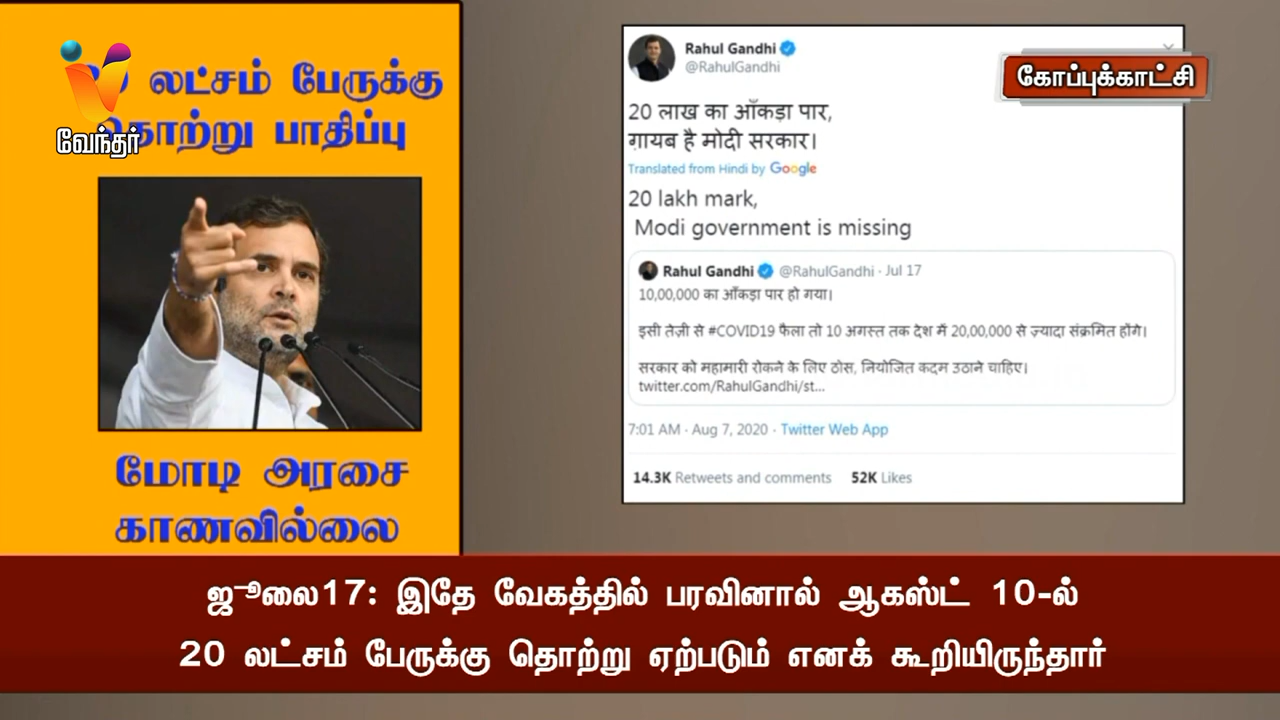 லட்சம் பேருக்கு
தொற்று பாதிப்பு
வேந்தர்
மோடி அரசை
காணவில்லை
Rahul Gandhi
@RahulGandhi
20 लाख का आँकड़ा पार,
ग़ायब है मोदी सरकार।
Translated from Hindi by Google
20 lakh mark,
Modi government is missing
Rahul Gandhi @RahulGandhi · Jul 17
10,00,000 का आँकड़ा पार हो गया।
इसी तेज़ी से #COVID19 फैला तो 10 अगस्त तक देश में 20,00,000 से ज़्यादा संक्रमित होंगे।
सरकार को महामारी रोकने के लिए ठोस, नियोजित कदम उठाने चाहिए।
twitter.com/RahulGandhi/st...
7:01 AM · Aug 7, 2020 · Twitter Web App
14.3K Retweets and comments 52K Likes
கோப்புக்காட்சி
ஜூலை17: இதே வேகத்தில் பரவினால் ஆகஸ்ட் 10-ல்
20 லட்சம் பேருக்கு தொற்று ஏற்படும் எனக் கூறியிருந்தார்